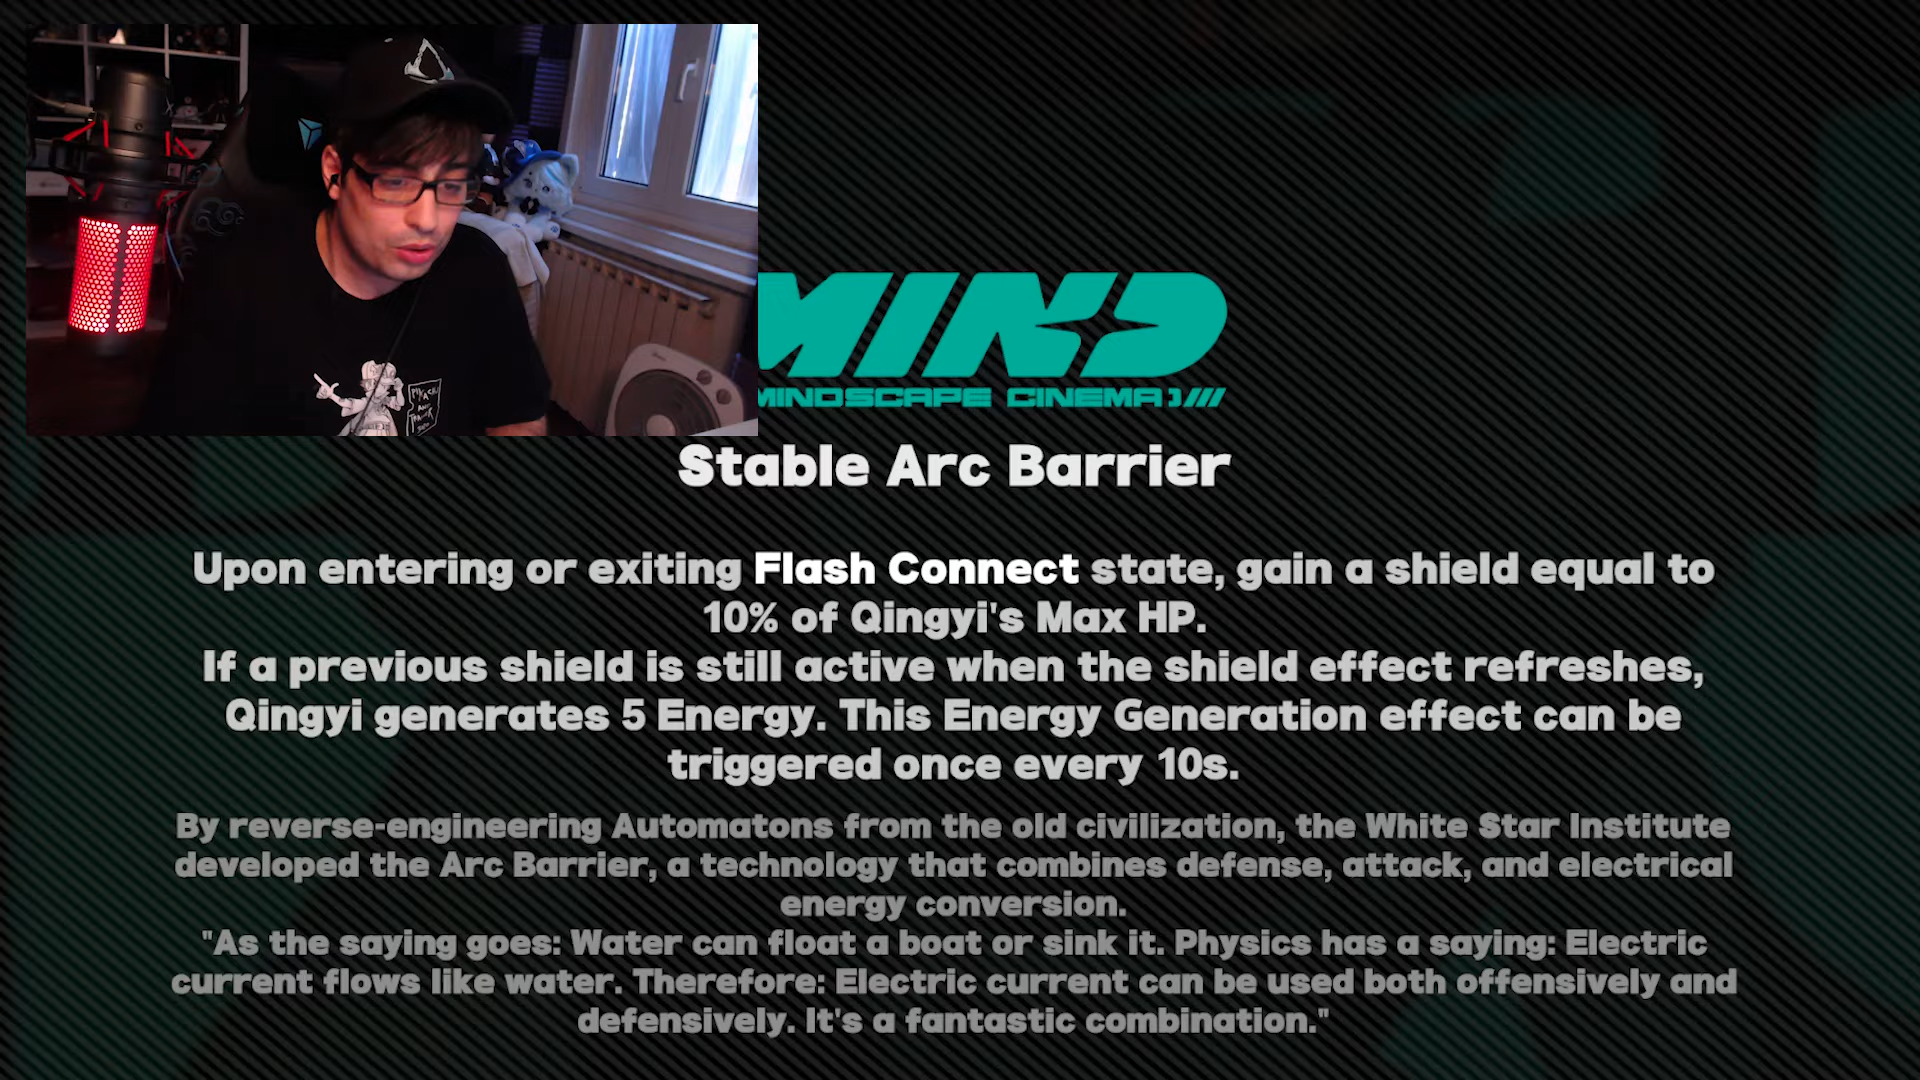 MIND
MINDSCAPE CINEMA
Stable Arc Barrier
Upon entering or exiting Flash Connect state, gain a shield equal to
10% of Qingyi's Max HP.
If a previous shield is still active when the shield effect refreshes,
Qingyi generates 5 Energy. This Energy Generation effect can be
triggered once every 10s.
By reverse-engineering Automatons from the old civilization, the White Star Institute
developed the Arc Barrier, a technology that combines defense, attack, and electrical
energy conversion.
"As the saying goes: Water can float a boat or sink it. Physics has a saying: Electric
current flows like water. Therefore: Electric current can be used both offensively and
defensively. It's a fantastic combination."